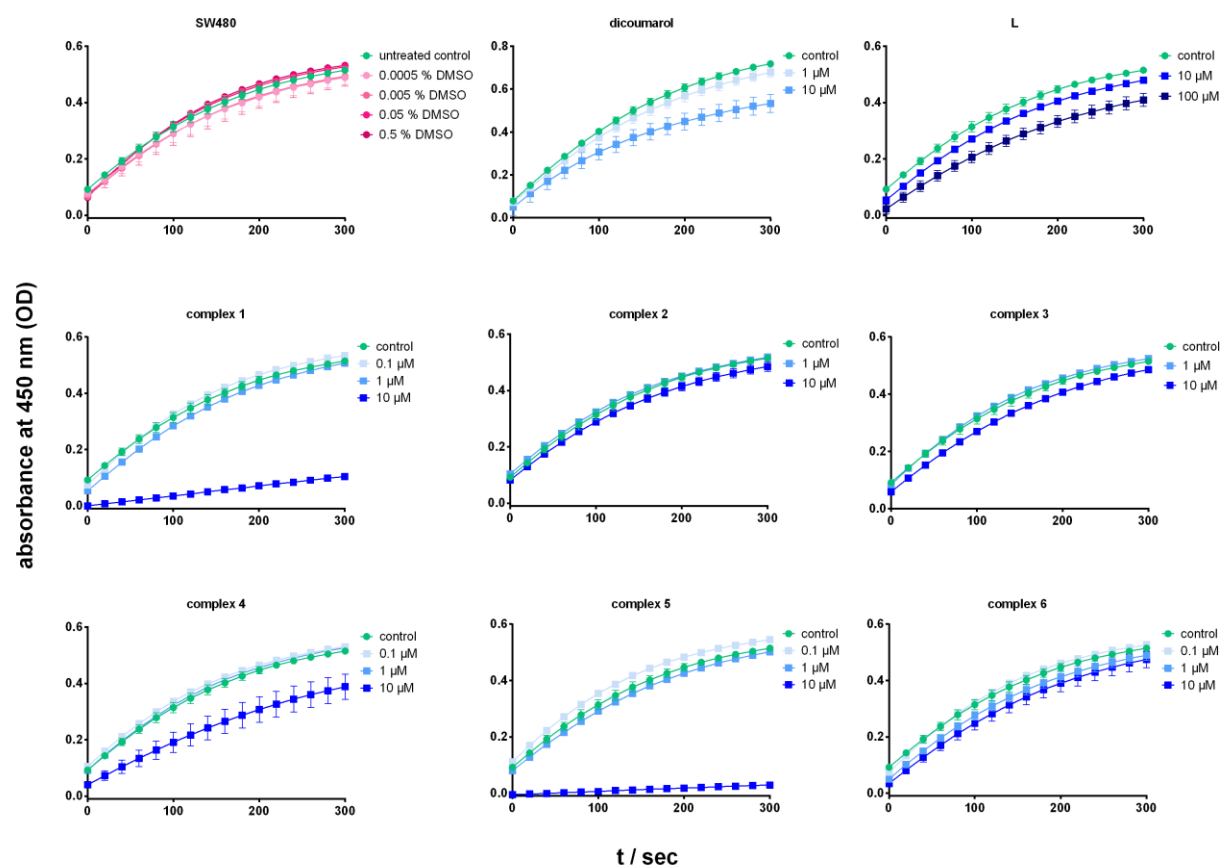 SW480
0.6
0.4
0.2
0.0
0 100 200 300
untreated control
0.0005 % DMSO
0.005 % DMSO
0.05 % DMSO
0.5 % DMSO
dicoumarol
0.8
0.6
0.4
0.2
0.0
0 100 200 300
control
1 µM
10 µM
L
0.6
0.4
0.2
0.0
0 100 200 300
control
10 µM
100 µM
absorbance at 450 nm (OD)
complex 1
0.6
0.4
0.2
0.0
0 100 200 300
control
0.1 µM
1 µM
10 µM
complex 2
0.6
0.4
0.2
0.0
0 100 200 300
control
1 µM
10 µM
complex 3
0.6
0.4
0.2
0.0
0 100 200 300
control
1 µM
10 µM
complex 4
0.6
0.4
0.2
0.0
0 100 200 300
control
0.1 µM
1 µM
10 µM
complex 5
0.6
0.4
0.2
0.0
0 100 200 300
control
0.1 µM
1 µM
10 µM
complex 6
0.6
0.4
0.2
0.0
0 100 200 300
control
0.1 µM
1 µM
10 µM
t / sec